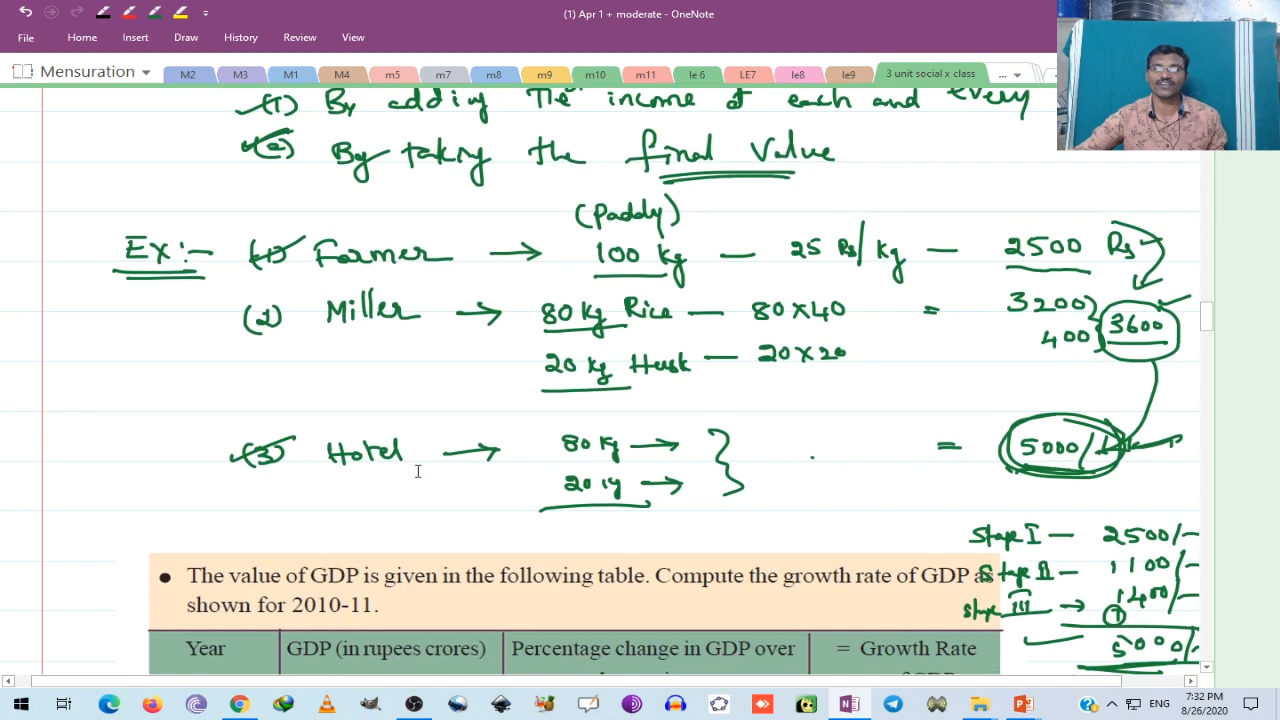 (1) Apr 1 + moderate - OneNote
File Home Insert Draw History Review View
Mensuration M2 M3 M1 M4 m5 m7 m8 m9 m10 m11 le 6 LE7 le8 le9 3 unit social x class ...
(1) By adding the income of each and every
(2) By taking the final value
(Paddy)
Ex:- (1) Farmer → 100 kg — 25 Rs/kg — 2500 Rs
(2) Miller → 80 kg Rice — 80×40 = 3200
400 3600
20 kg Husk — 20×20
(3) Hotel → 80 kg →
20 kg →
= 5000/-
Stage I — 2500/-
Stage II — 1100/-
Stage III → 1400/-
5000/-
• The value of GDP is given in the following table. Compute the growth rate of GDP as
shown for 2010-11.
Year GDP (in rupees crores) Percentage change in GDP over = Growth Rate
of GDP
7:32 PM
ENG
8/26/2020